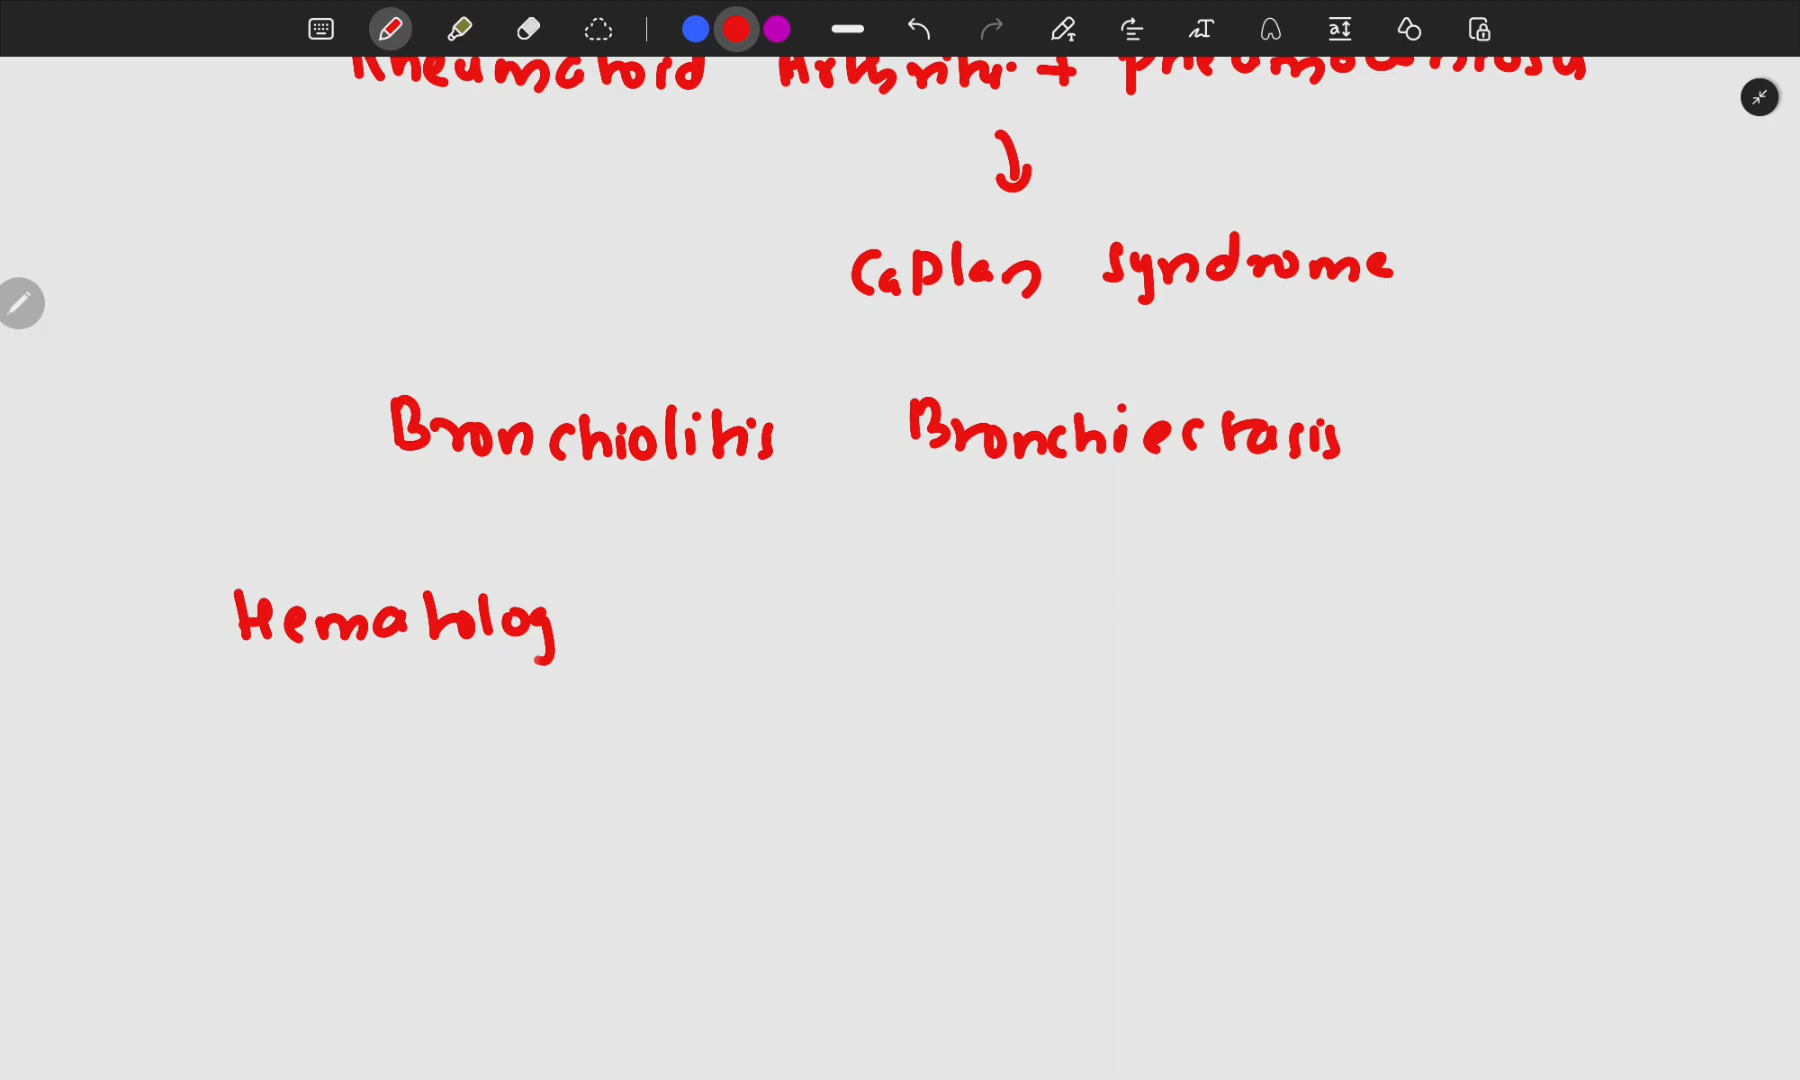 Rheumatoid Arthritis + pneumoconiosis
Caplan syndrome
Bronchiolitis Bronchiectasis
Hematolog